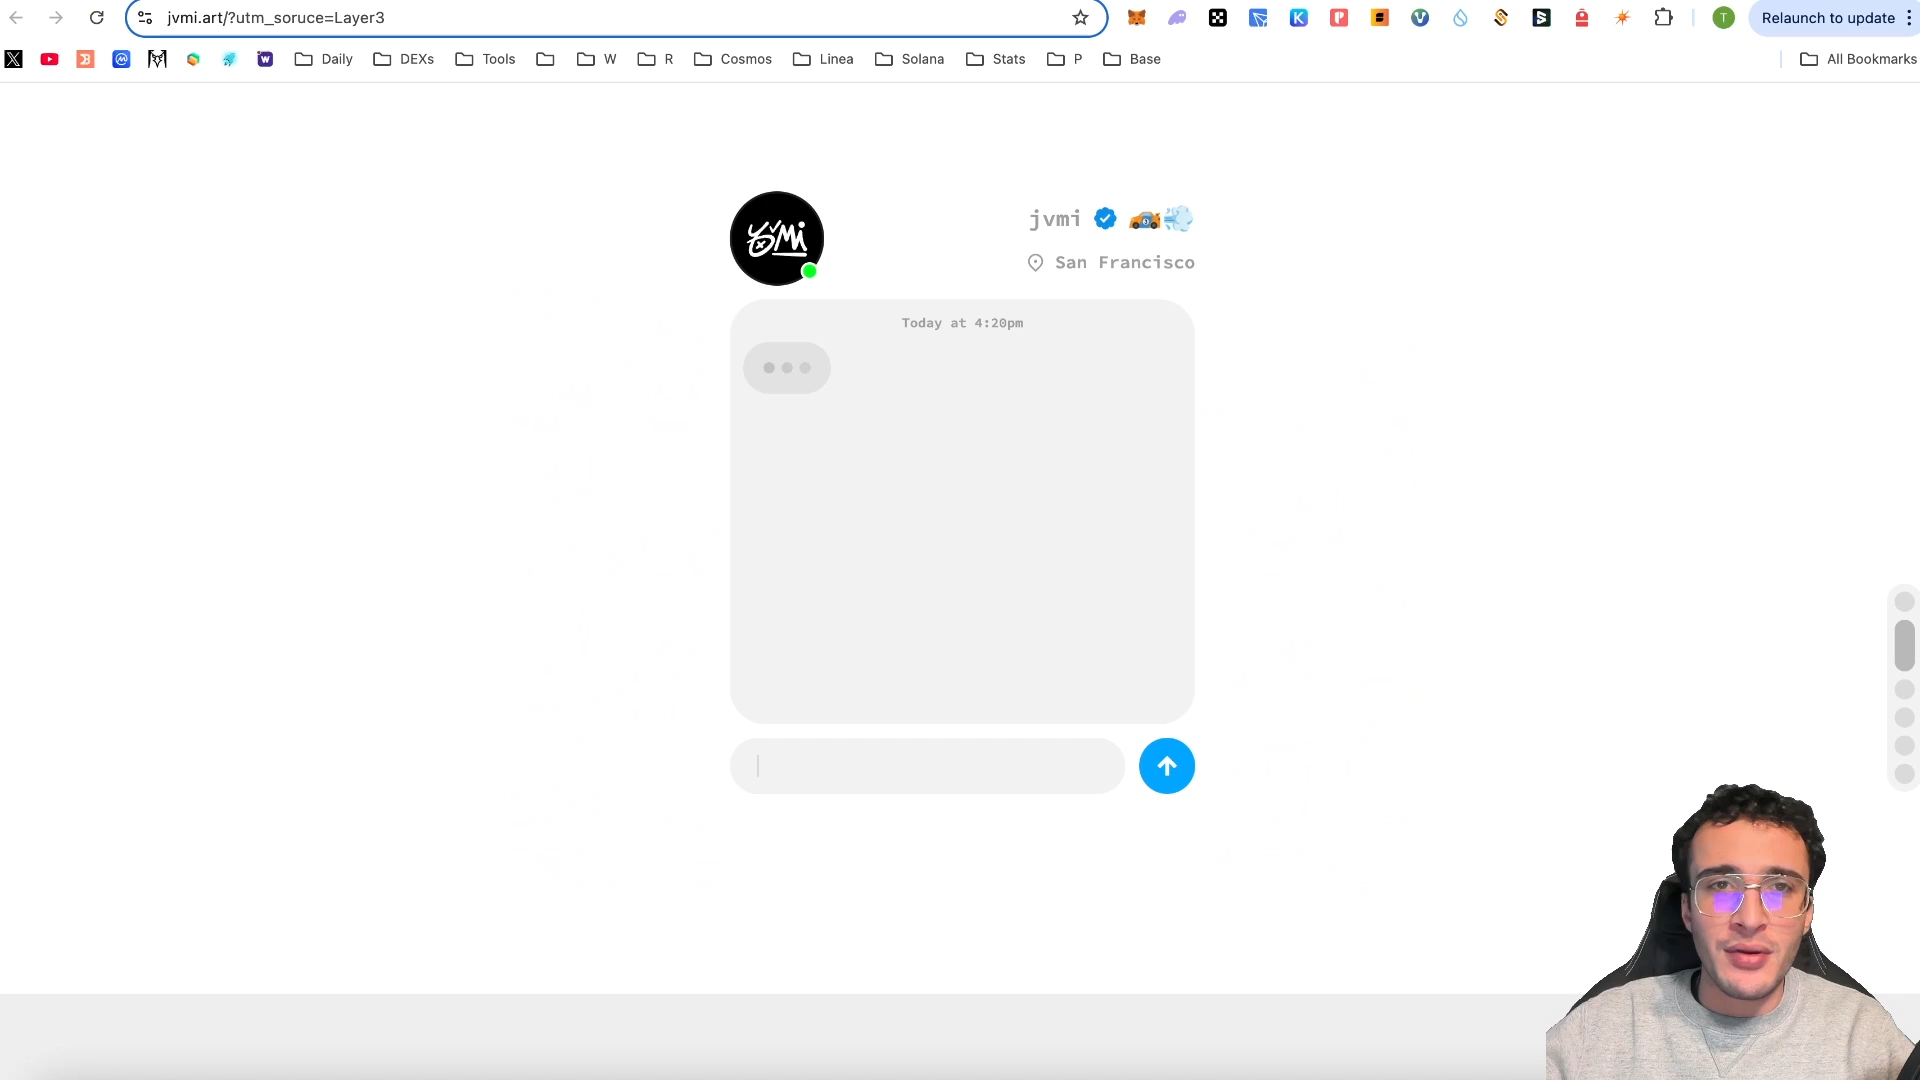 jvmi.art/?utm_soruce=Layer3
T
Relaunch to update
Daily
DEXs
Tools
W
R
Cosmos
Linea
Solana
Stats
P
Base
All Bookmarks
jvmi
jvmi
San Francisco
Today at 4:20pm